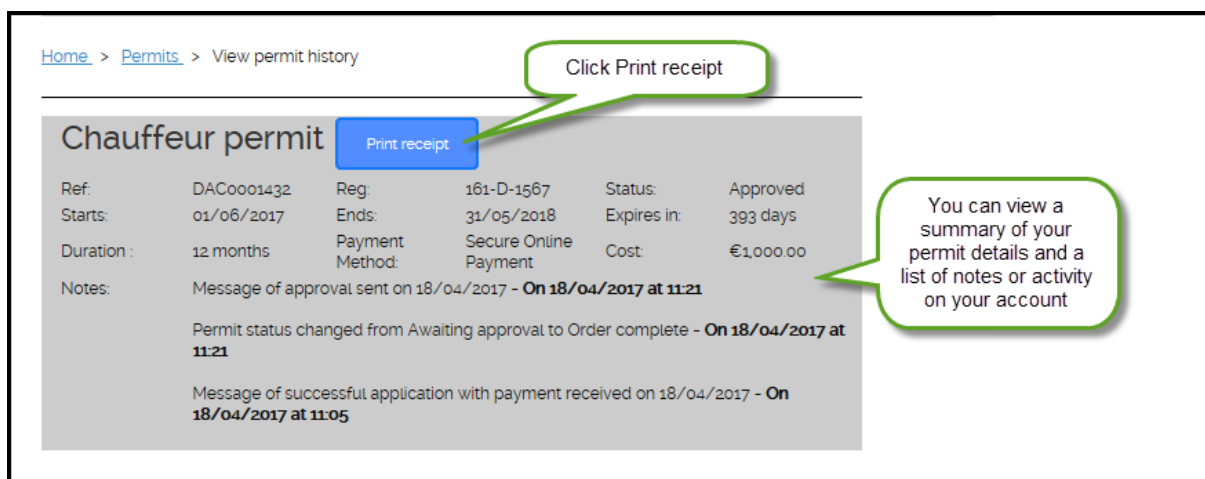 Home > Permits > View permit history
Click Print receipt
Chauffeur permit Print receipt
Ref: DAC0001432 Reg: 161-D-1567 Status: Approved
Starts: 01/06/2017 Ends: 31/05/2018 Expires in: 393 days
Duration : 12 months Payment Method: Secure Online Payment Cost: €1,000.00
Notes: Message of approval sent on 18/04/2017 - On 18/04/2017 at 11:21
Permit status changed from Awaiting approval to Order complete - On 18/04/2017 at
11:21
Message of successful application with payment received on 18/04/2017 - On
18/04/2017 at 11:05
You can view a
summary of your
permit details and a
list of notes or activity
on your account